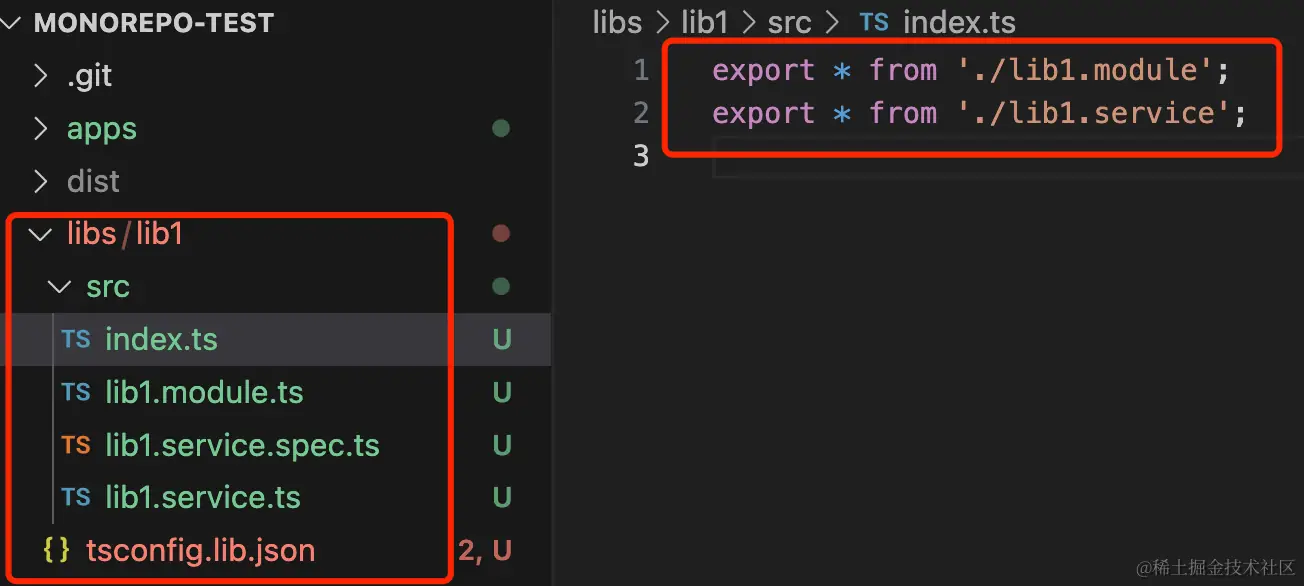 MONOREPO-TEST
.git
apps
dist
libs/lib1
src
TS index.ts U
TS lib1.module.ts U
TS lib1.service.spec.ts U
TS lib1.service.ts U
{} tsconfig.lib.json 2, U
libs > lib1 > src > TS index.ts
1 export * from './lib1.module';
2 export * from './lib1.service';
3
@稀土掘金技术社区